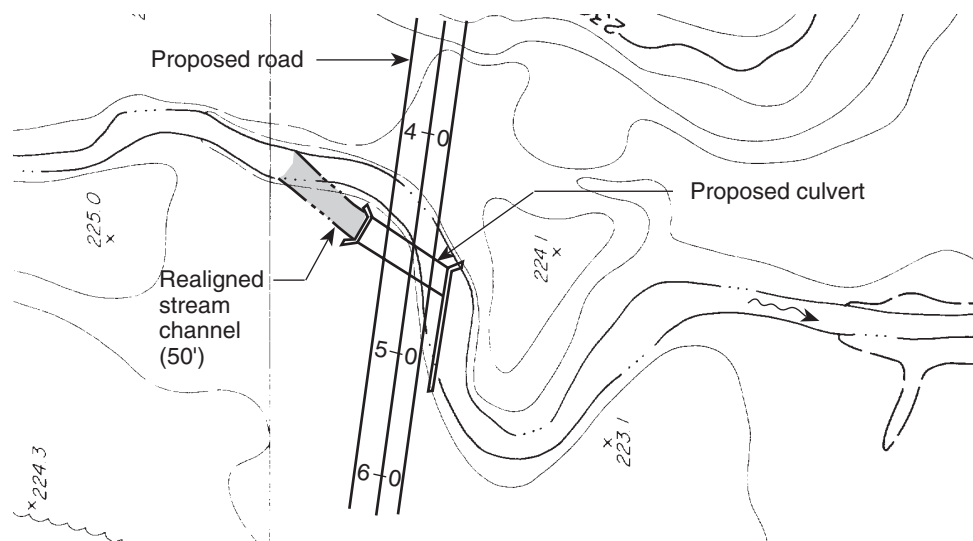 Proposed road
4+0
Proposed culvert
225.0
224.1
Realigned
stream
channel
(50')
5+0
223.1
6+0
224.3